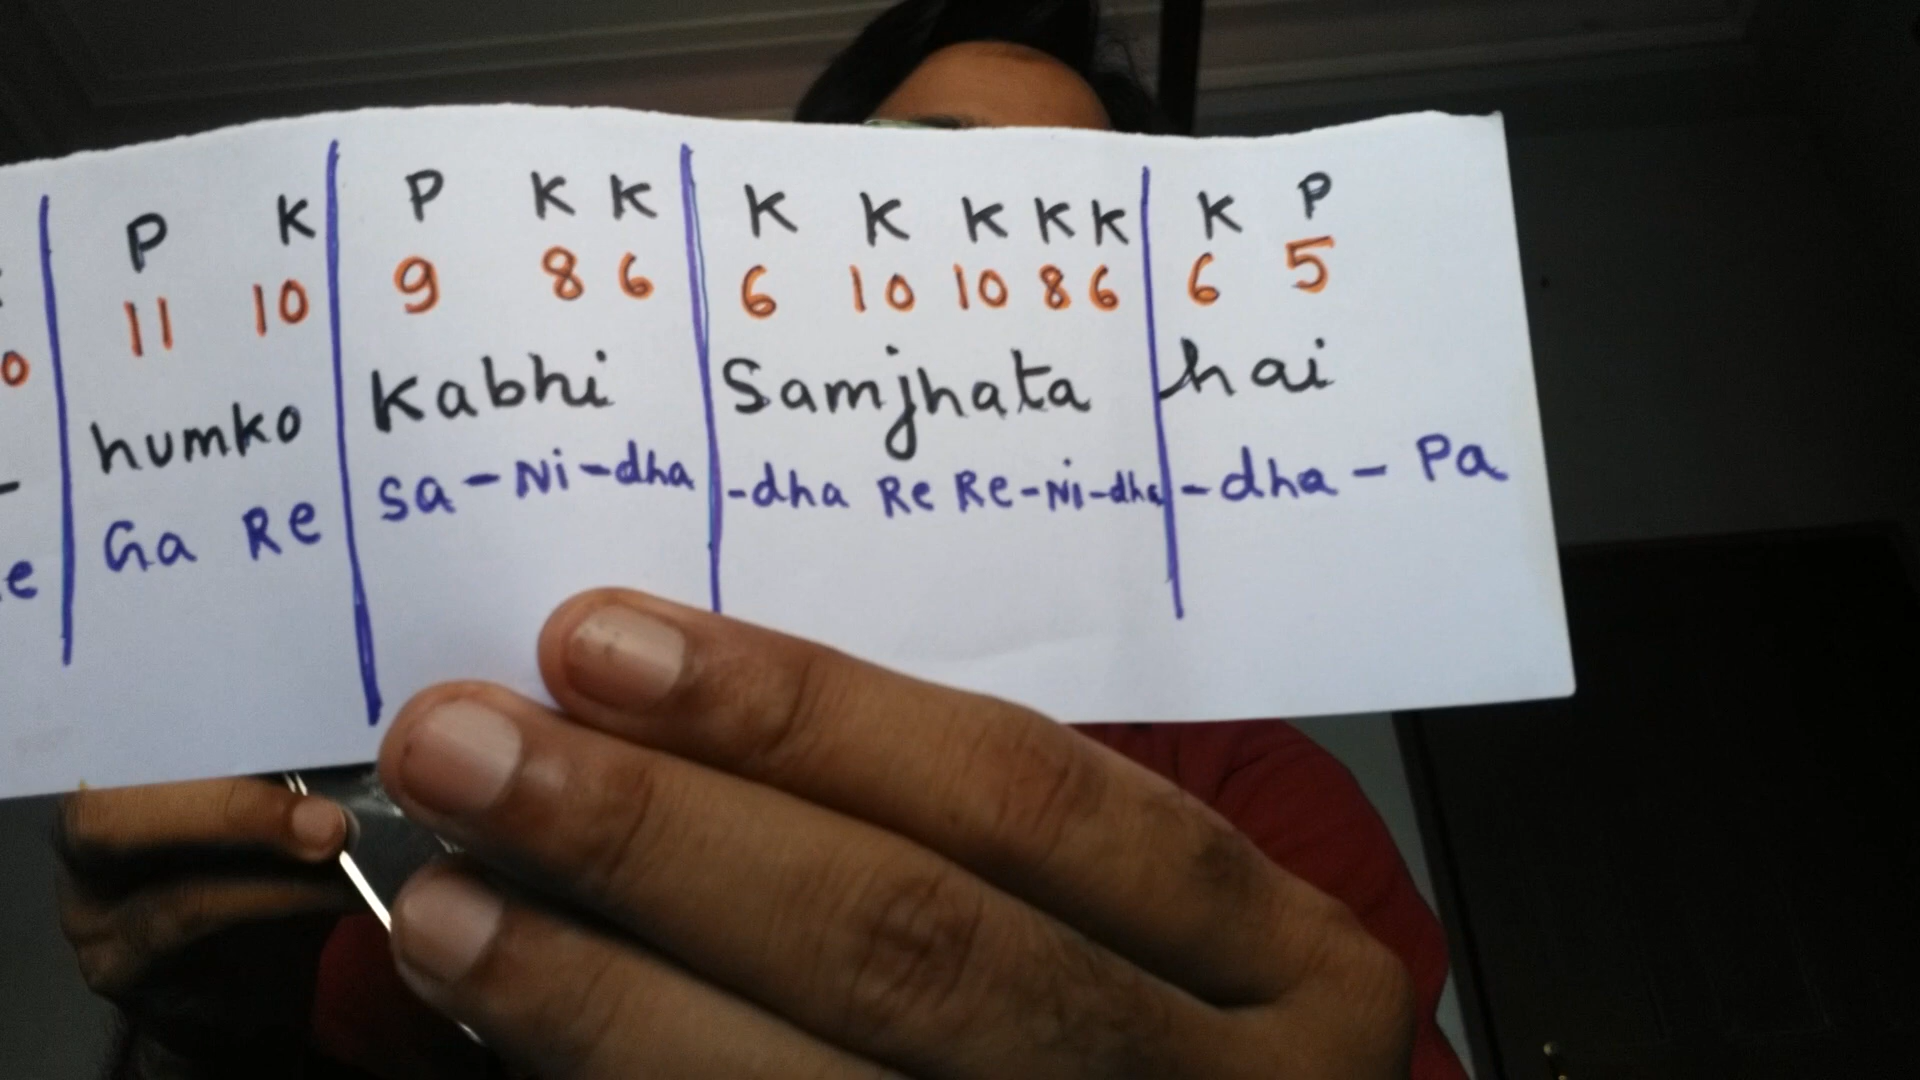 P K P K K K K K K K K P
11 10 9 8 6 6 10 10 8 6 6 5
humko Kabhi Samjhata hai
Ga Re Sa - Ni - dha - dha Re Re - Ni - dha - dha - Pa